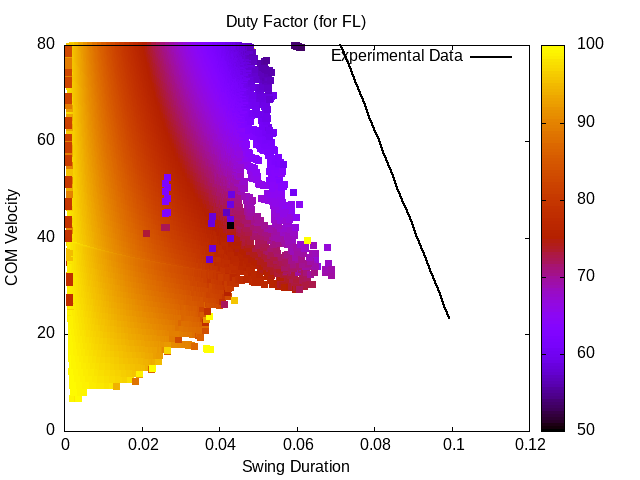 Duty Factor (for FL)
80 100
Experimental Data
90
60
80
COM Velocity
40
70
20
60
0 50
0 0.02 0.04 0.06 0.08 0.1 0.12
Swing Duration